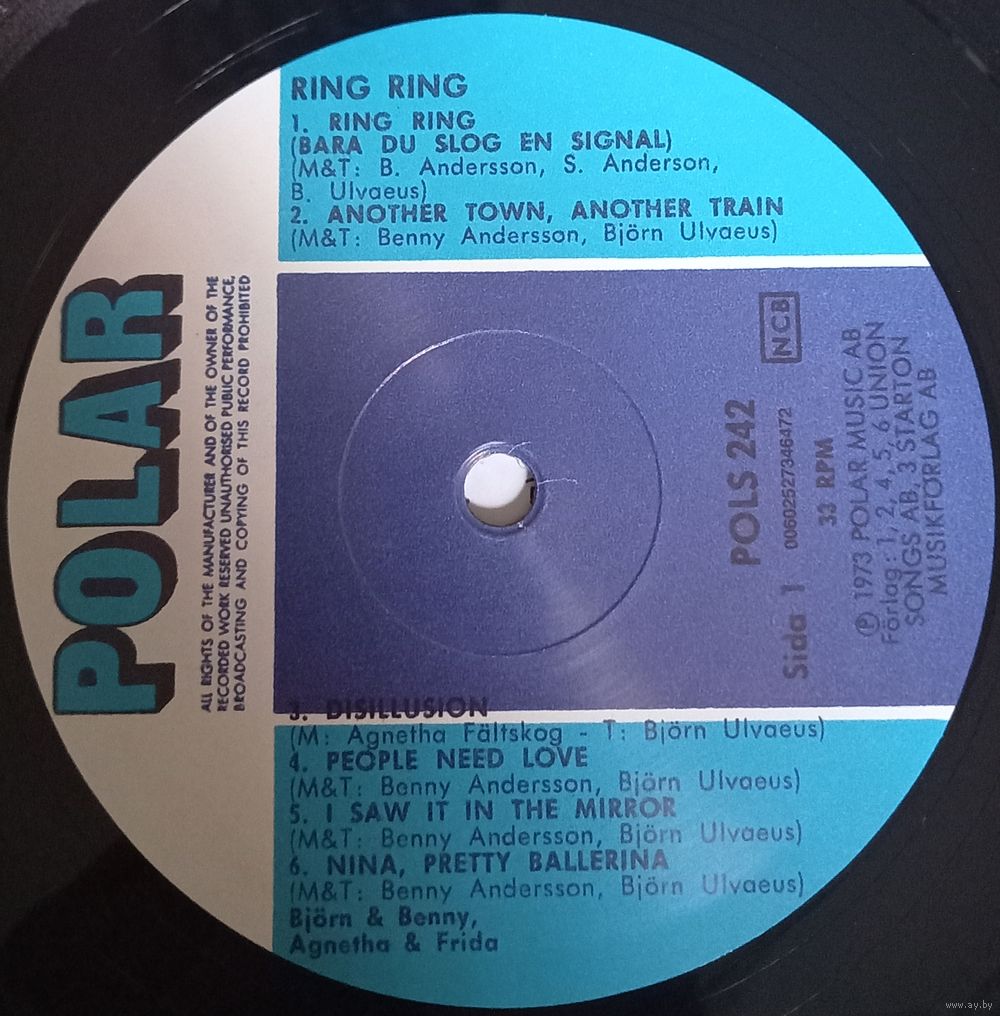 RING RING
1. RING RING
(BARA DU SLOG EN SIGNAL)
(M&T: B. Andersson, S. Anderson,
B. Ulvaeus)
2. ANOTHER TOWN, ANOTHER TRAIN
(M&T: Benny Andersson, Björn Ulvaeus)
POLAR
ALL RIGHTS OF THE MANUFACTURER AND OF THE OWNER OF THE
RECORDED WORK RESERVED UNAUTHORISED PUBLIC PERFORMANCE,
BROADCASTING AND COPYING OF THIS RECORD PROHIBITED
NCB
POLS 242
Sida 1 00602527346472
33 RPM
Ⓟ 1973 POLAR MUSIC AB
Förlag: 1, 2, 4, 5, 6 UNION
SONGS AB, 3 STARTON
MUSIKFÖRLAG AB
3. DISILLUSION
(M: Agnetha Fältskog - T: Björn Ulvaeus)
4. PEOPLE NEED LOVE
(M&T: Benny Andersson, Björn Ulvaeus)
5. I SAW IT IN THE MIRROR
(M&T: Benny Andersson, Björn Ulvaeus)
6. NINA, PRETTY BALLERINA
(M&T: Benny Andersson, Björn Ulvaeus)
Björn & Benny,
Agnetha & Frida
www.ay.by